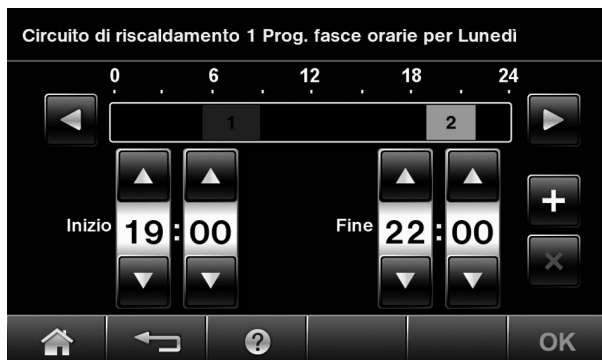 Circuito di riscaldamento 1 Prog. fasce orarie per Lunedì
0 6 12 18 24
1 2
Inizio 19:00 Fine 22:00
OK